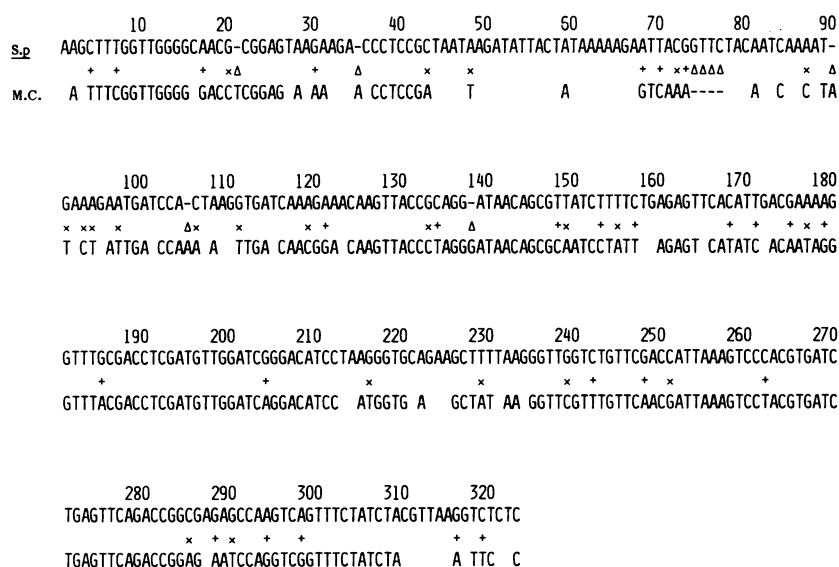 10 20 30 40 50 60 70 80 90
S.p AAGCTTTGGTTGGGGCAACG-CGGAGTAAGAAGA-CCCTCCGCTAATAAGATATTACTATAAAAAGAATTACGGTTCTACAATCAAAAT-
+ + + × Δ + Δ × × + + × + Δ Δ Δ Δ × Δ
M.C. A TTTCGGTTGGGG GACCTCGGAG A AA A CCTCCGA T A GTCAAA---- A C C TA
100 110 120 130 140 150 160 170 180
GAAAGAATGATCCA-CTAAGGTGATCAAAGAAACAAGTTACCGCAGG-ATAACAGCGTTATCTTTTCTGAGAGTTCACATTGACGAAAAG
× × × × Δ × × × + × + Δ + × + × + + + + × +
T CT ATTGA CCAAA A TTGA CAACGGA CAAGTTACCCTAGGGATAACAGCGCAATCCTATT AGAGT CATATC ACAATAGG
190 200 210 220 230 240 250 260 270
GTTTGCGACCTCGATGTTGGATCGGGACATCCTAAGGGTGCAGAAGCTTTTAAGGGTTGGTCTGTTCGACCATTAAAGTCCCACGTGATC
+ + × × × + + × +
GTTTACGACCTCGATGTTGGATCAGGACATCC ATGGTG A GCTAT AA GGTTCGTTTGTTCAACGATTAAAGTCCTACGTGATC
280 290 300 310 320
TGAGTTCAGACCGGCGAGAGCCAAGTCAGTTTCTATCTACGTTAAGGTCTCTC
× + × + + + +
TGAGTTCAGACCGGAG AATCCAGGTCGGTTTCTATCTA A TTC C